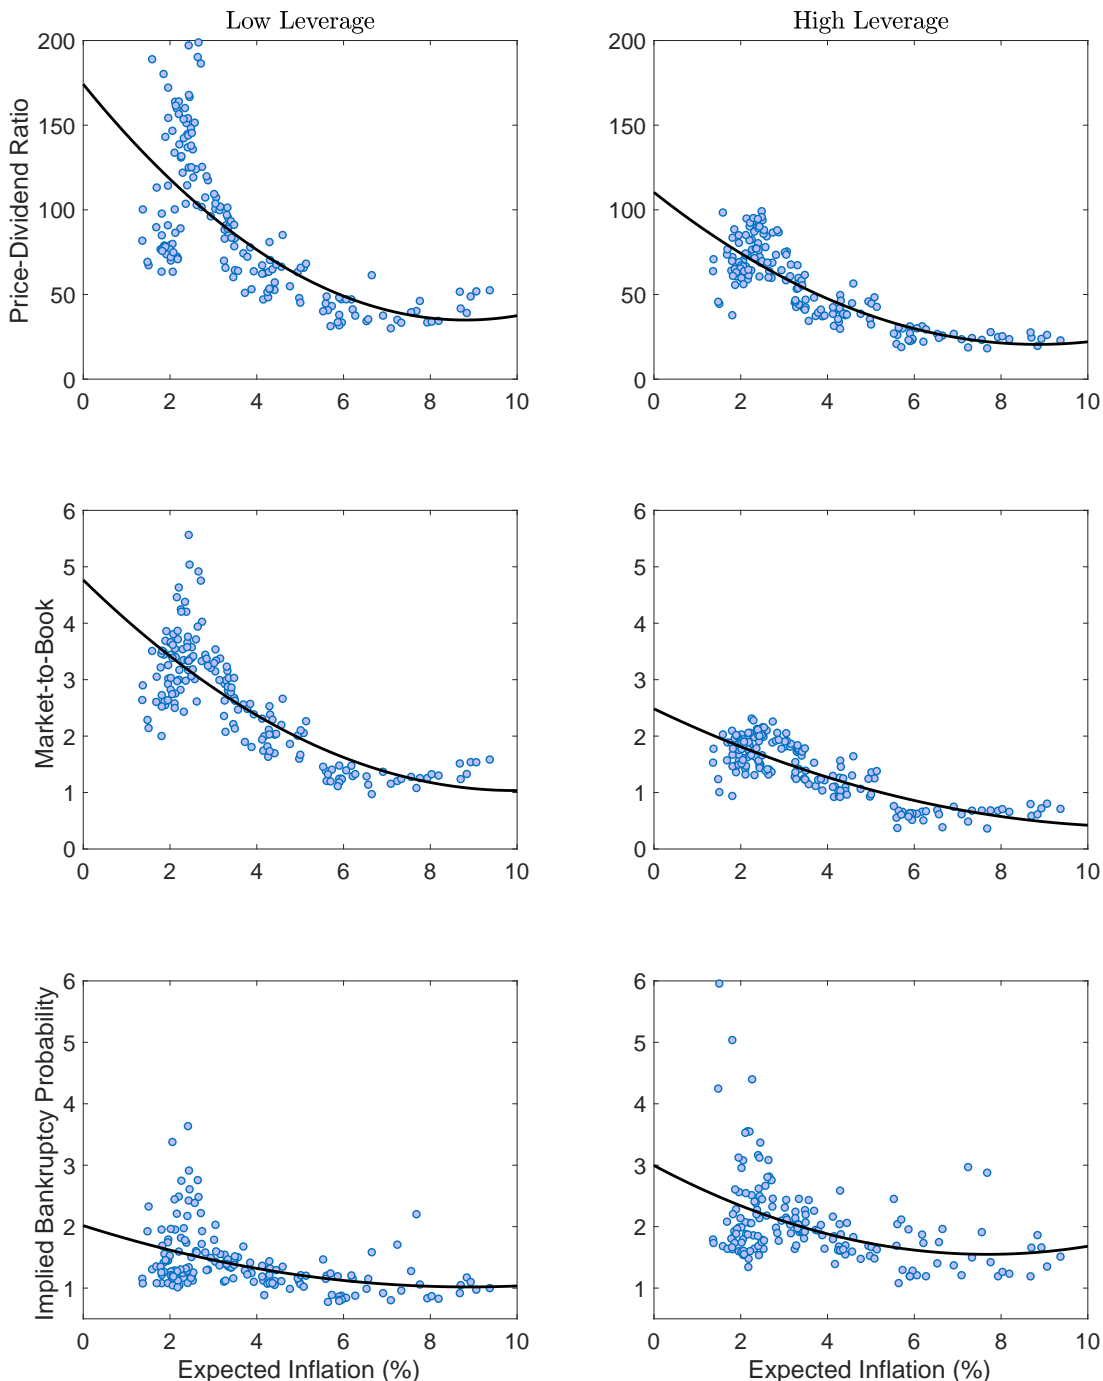 Low Leverage
High Leverage
Price-Dividend Ratio
200
150
100
50
0
0 2 4 6 8 10
200
150
100
50
0
0 2 4 6 8 10
Market-to-Book
6
5
4
3
2
1
0
0 2 4 6 8 10
6
5
4
3
2
1
0
0 2 4 6 8 10
Implied Bankruptcy Probability
6
5
4
3
2
1
0 2 4 6 8 10
Expected Inflation (%)
6
5
4
3
2
1
0 2 4 6 8 10
Expected Inflation (%)